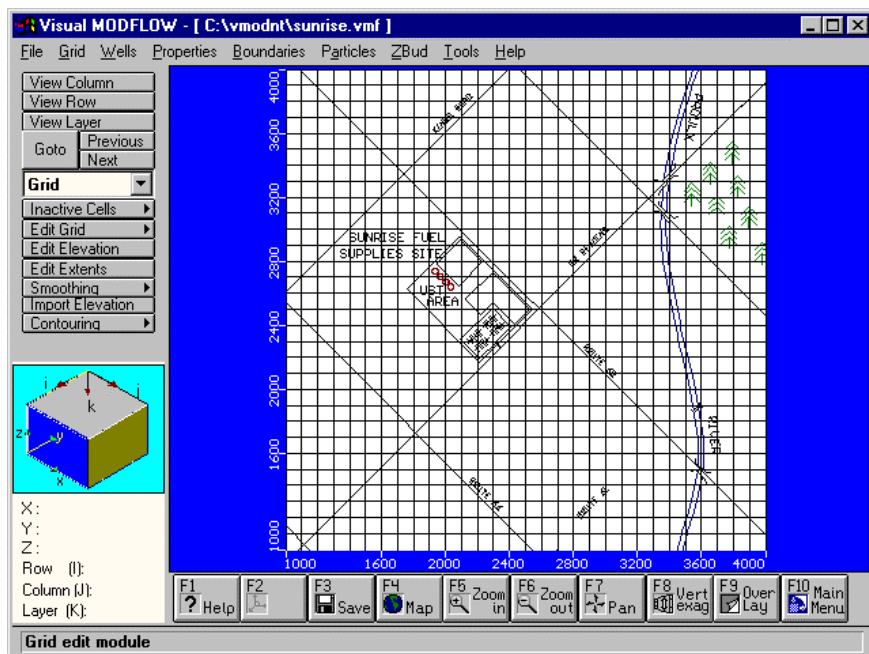 Visual MODFLOW - [ C:\vmodnt\sunrise.vmf ]
File Grid Wells Properties Boundaries Particles ZBud Tools Help
View Column
View Row
View Layer
Goto
Previous
Next
Grid
Inactive Cells
Edit Grid
Edit Elevation
Edit Extents
Smoothing
Import Elevation
Contouring
i
j
k
z
y
x
X :
Y :
Z :
Row (I):
Column (J):
Layer (K):
4000
3600
3200
2800
2400
2000
1600
1000
1000
1600
2000
2400
2800
3200
3600
4000
SUNRISE FUEL
SUPPLIES SITE
UST
AREA
ROUTE 62
ROUTE 64
RIVER
F1 ? Help
F2
F3 Save
F4 Map
F5 Zoom in
F6 Zoom out
F7 Pan
F8 Vert exag
F9 Over Lay
F10 Main Menu
Grid edit module